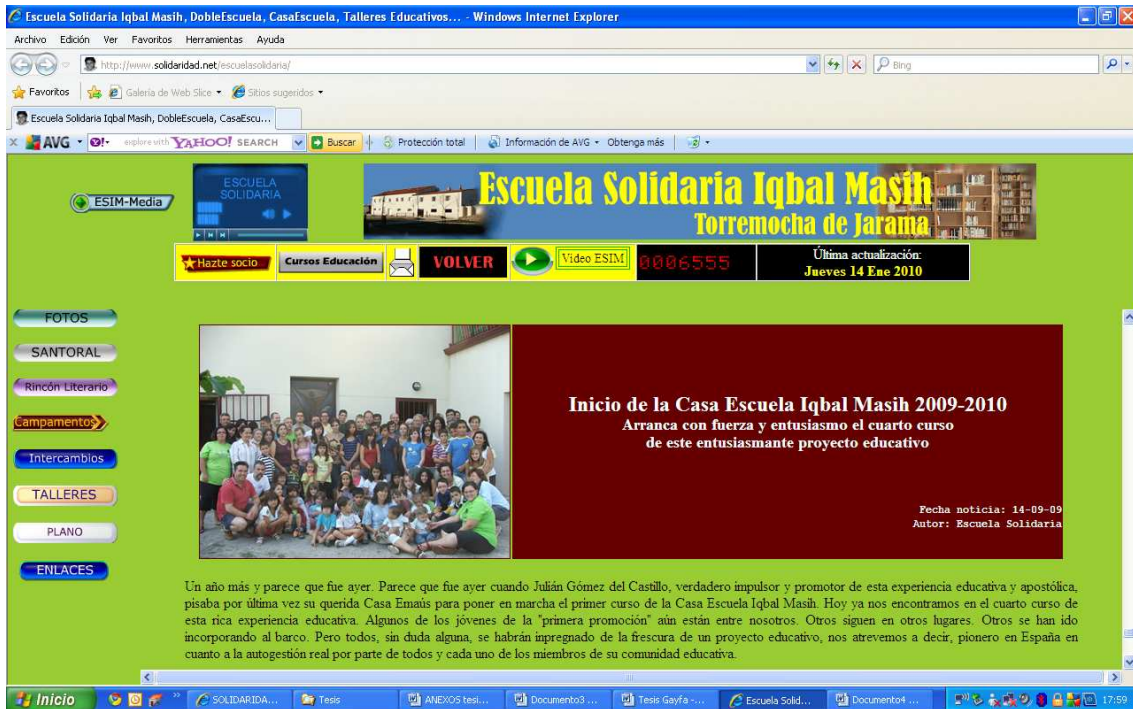 Escuela Solidaria Iqbal Masih, DobleEscuela, CasaEscuela, Talleres Educativos... - Windows Internet Explorer
Archivo Edición Ver Favoritos Herramientas Ayuda
http://www.solidaridad.net/escuelasolidaria/
Bing
Favoritos Galería de Web Slice Sitios sugeridos
Escuela Solidaria Iqbal Masih, DobleEscuela, CasaEscu...
AVG explore with YAHOO! SEARCH Buscar Protección total Información de AVG Obtenga más
ESIM-Media
ESCUELA
SOLIDARIA
Escuela Solidaria Iqbal Masih
Torremocha de Jarama
Hazte socio Cursos Educación VOLVER Video ESIM 0006555
Última actualización:
Jueves 14 Ene 2010
FOTOS
SANTORAL
Rincón Literario
Campamentos
Intercambios
TALLERES
PLANO
ENLACES
Inicio de la Casa Escuela Iqbal Masih 2009-2010
Arranca con fuerza y entusiasmo el cuarto curso
de este entusiasmante proyecto educativo
Fecha noticia: 14-09-09
Autor: Escuela Solidaria
Un año más y parece que fue ayer. Parece que fue ayer cuando Julián Gómez del Castillo, verdadero impulsor y promotor de esta experiencia educativa y apostólica,
pisaba por última vez su querida Casa Emaús para poner en marcha el primer curso de la Casa Escuela Iqbal Masih. Hoy ya nos encontramos en el cuarto curso de
esta rica experiencia educativa. Algunos de los jóvenes de la "primera promoción" aún están entre nosotros. Otros siguen en otros lugares. Otros se han ido
incorporando al barco. Pero todos, sin duda alguna, se habrán inpregnado de la frescura de un proyecto educativo, nos atrevemos a decir, pionero en España en
cuanto a la autogestión real por parte de todos y cada uno de los miembros de su comunidad educativa.
Inicio SOLIDARIDA... Tesis ANEXOS tesi... Documento3 ... Tesis Gayfa -... Escuela Solid... Documento4 ... 17:59